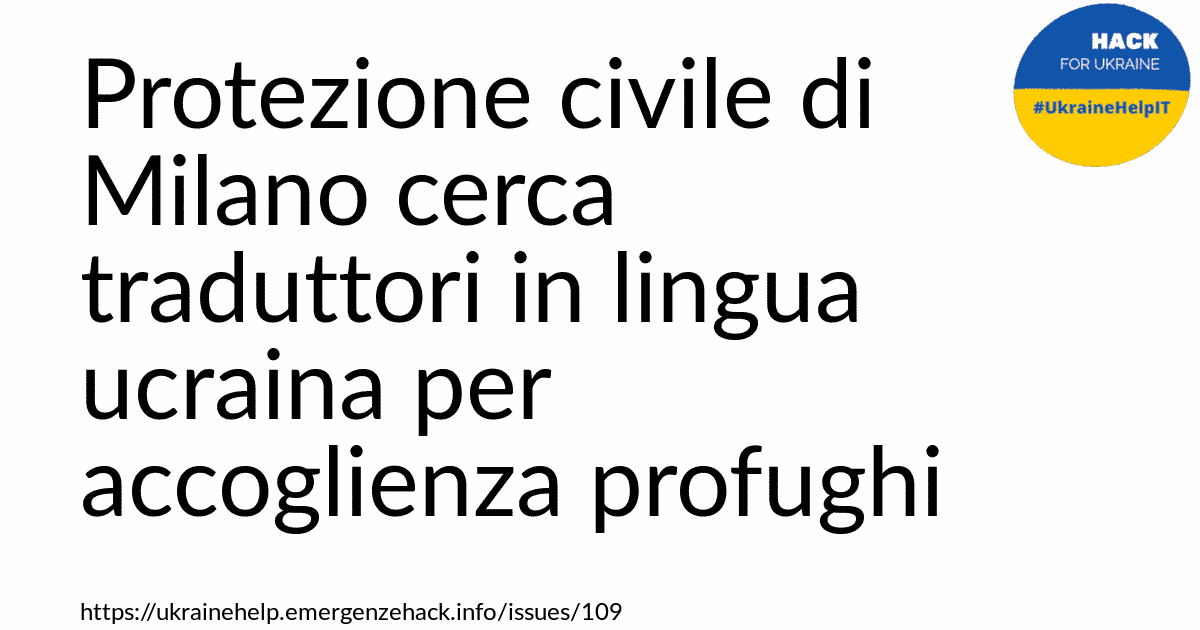 Protezione civile di
Milano cerca
traduttori in lingua
ucraina per
accoglienza profughi
https://ukrainehelp.emergenzehack.info/issues/109
HACK
FOR UKRAINE
#UkraineHelpIT